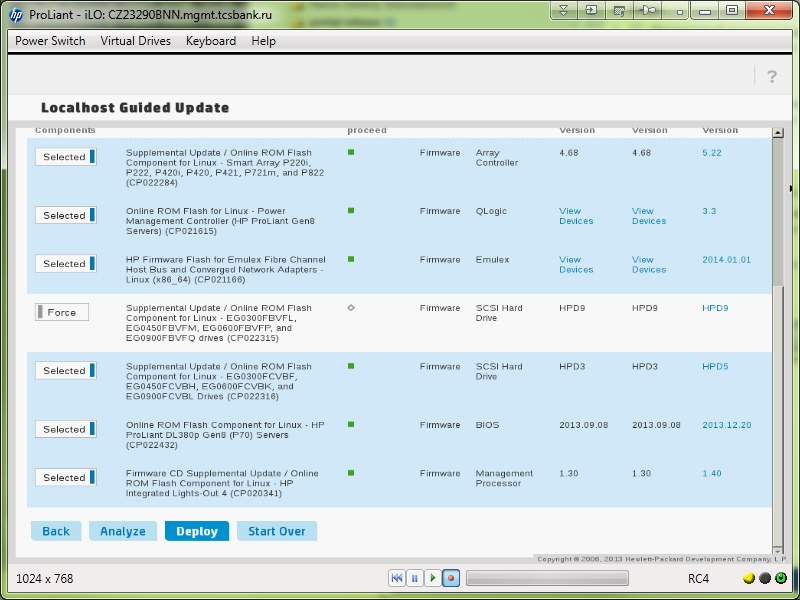 ProLiant - iLO: CZ23290BNN.mgmt.tcsbank.ru
Power Switch Virtual Drives Keyboard Help
?
Localhost Guided Update
Components proceed Version Version Version
Selected Supplemental Update / Online ROM Flash Firmware Array 4.68 4.68 5.22
Component for Linux - Smart Array P220i, Controller
P222, P420i, P420, P421, P721m, and P822
(CP022284)
Selected Online ROM Flash for Linux - Power Firmware QLogic View View 3.3
Management Controller (HP ProLiant Gen8 Devices Devices
Servers) (CP021615)
Selected HP Firmware Flash for Emulex Fibre Channel Firmware Emulex View View 2014.01.01
Host Bus and Converged Network Adapters - Devices Devices
Linux (x86_64) (CP021166)
Force Supplemental Update / Online ROM Flash Firmware SCSI Hard HPD9 HPD9 HPD9
Component for Linux - EG0300FBVFL, Drive
EG0450FBVFM, EG0600FBVFP, and
EG0900FBVFQ drives (CP022315)
Selected Supplemental Update / Online ROM Flash Firmware SCSI Hard HPD3 HPD3 HPD5
Component for Linux - EG0300FCVBF, Drive
EG0450FCVBH, EG0600FCVBK, and
EG0900FCVBL Drives (CP022316)
Selected Online ROM Flash Component for Linux - HP Firmware BIOS 2013.09.08 2013.09.08 2013.12.20
ProLiant DL380p Gen8 (P70) Servers
(CP022432)
Selected Firmware CD Supplemental Update / Online Firmware Management 1.30 1.30 1.40
ROM Flash Component for Linux - HP Processor
Integrated Lights-Out 4 (CP020341)
Back Analyze Deploy Start Over
Copyright © 2006, 2013 Hewlett-Packard Development Company, L.P.
1024 x 768 RC4